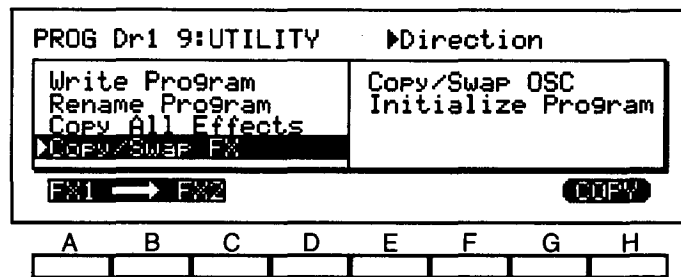 PROG Dr1 9:UTILITY ▶Direction
Write Program
Rename Program
Copy All Effects
▶Copy/Swap FX
Copy/Swap OSC
Initialize Program
FX1 → FX2 COPY
A B C D E F G H